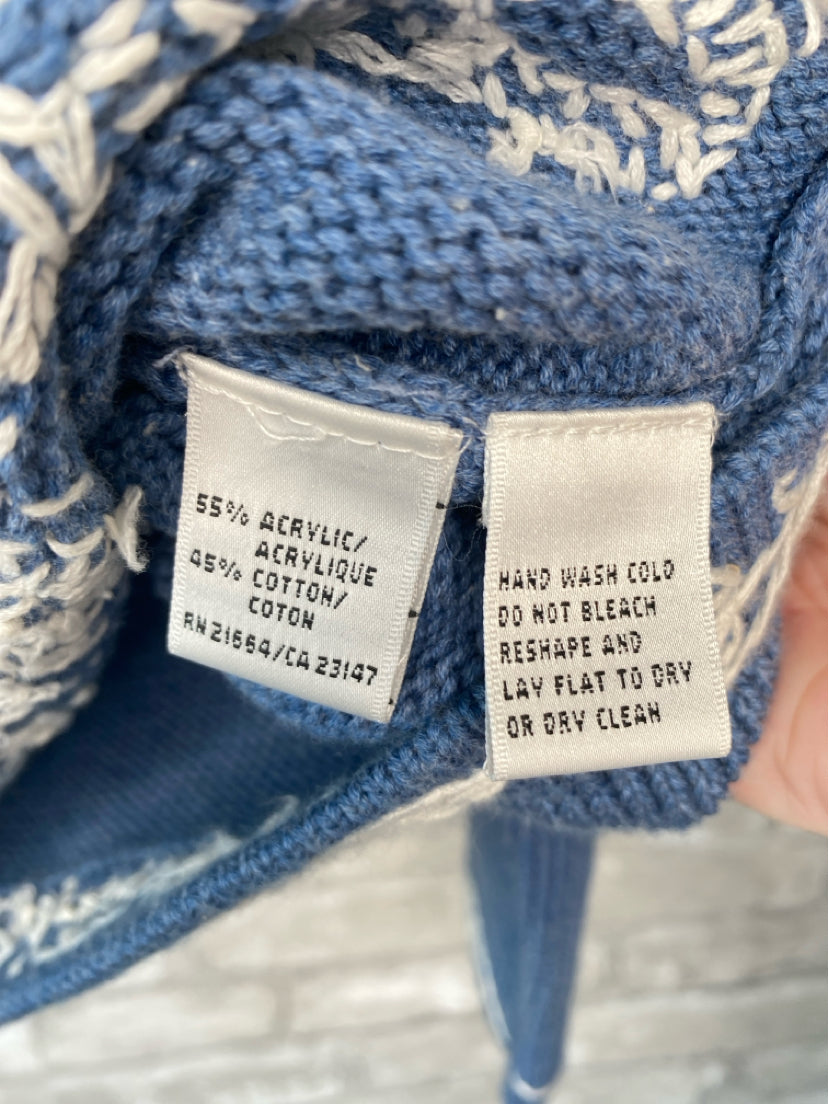 55% ACRYLIC/
ACRYLIQUE
45% COTTON/
COTON
RN 21664/CA 23147
HAND WASH COLD
DO NOT BLEACH
RESHAPE AND
LAY FLAT TO DRY
OR DRY CLEAN